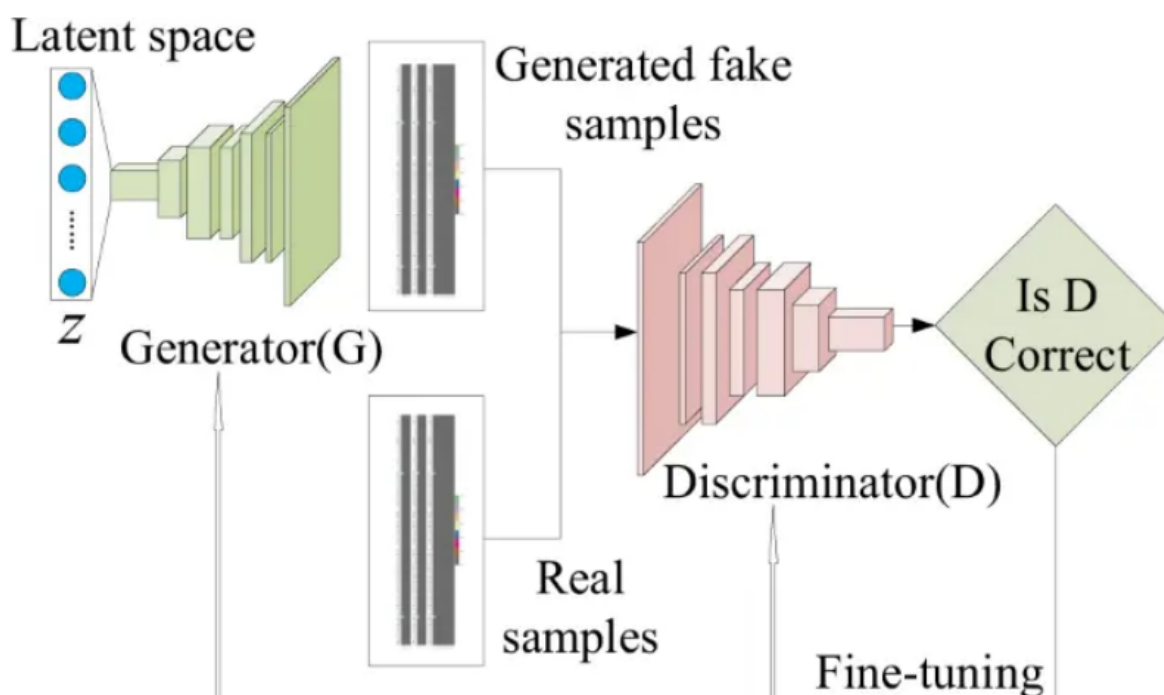 Latent space
Generated fake
samples
z
Generator(G)
Is D
Correct
Discriminator(D)
Real
samples
Fine-tuning